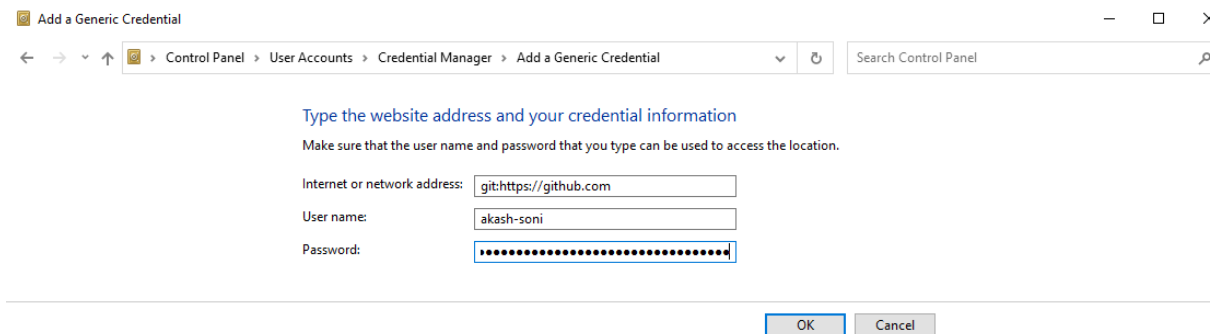 Add a Generic Credential
Control Panel > User Accounts > Credential Manager > Add a Generic Credential
Search Control Panel
Type the website address and your credential information
Make sure that the user name and password that you type can be used to access the location.
Internet or network address: git:https://github.com
User name: akash-soni
Password:
OK Cancel